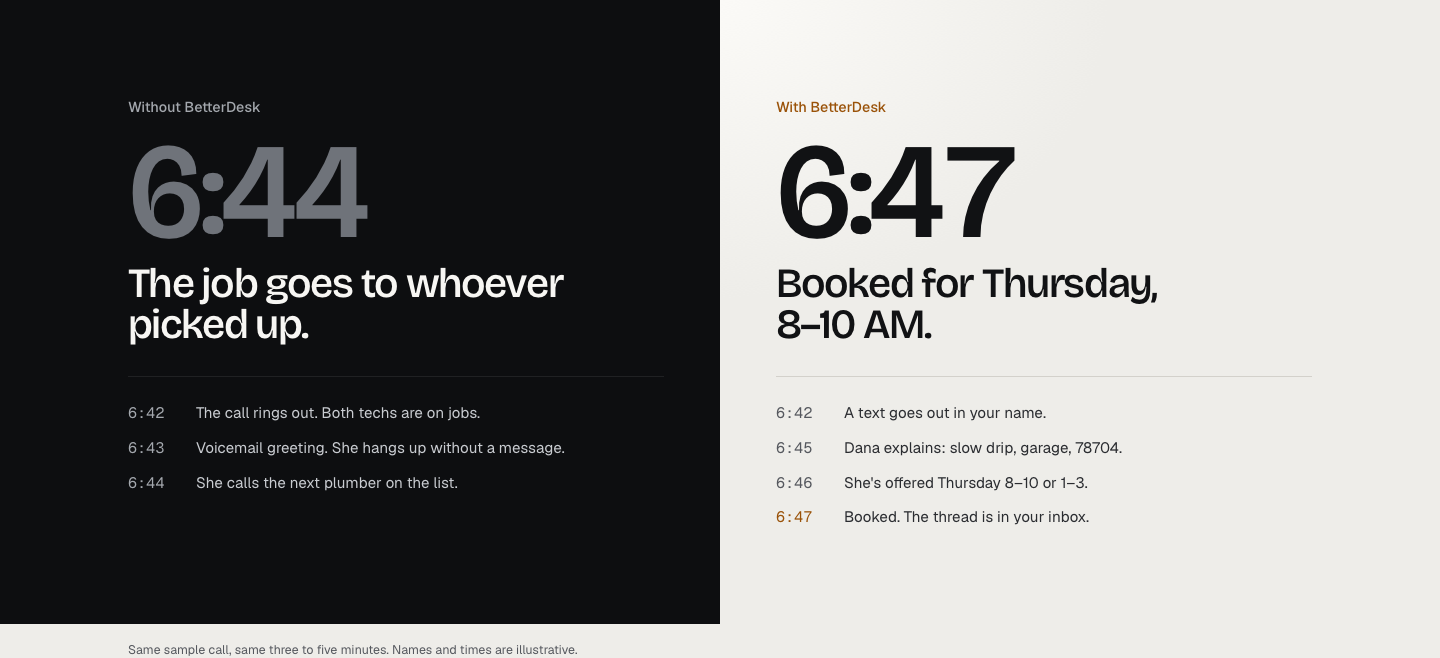 Without BetterDesk
6:44
The job goes to whoever
picked up.
6:42 The call rings out. Both techs are on jobs.
6:43 Voicemail greeting. She hangs up without a message.
6:44 She calls the next plumber on the list.
With BetterDesk
6:47
Booked for Thursday,
8–10 AM.
6:42 A text goes out in your name.
6:45 Dana explains: slow drip, garage, 78704.
6:46 She's offered Thursday 8–10 or 1–3.
6:47 Booked. The thread is in your inbox.
Same sample call, same three to five minutes. Names and times are illustrative.